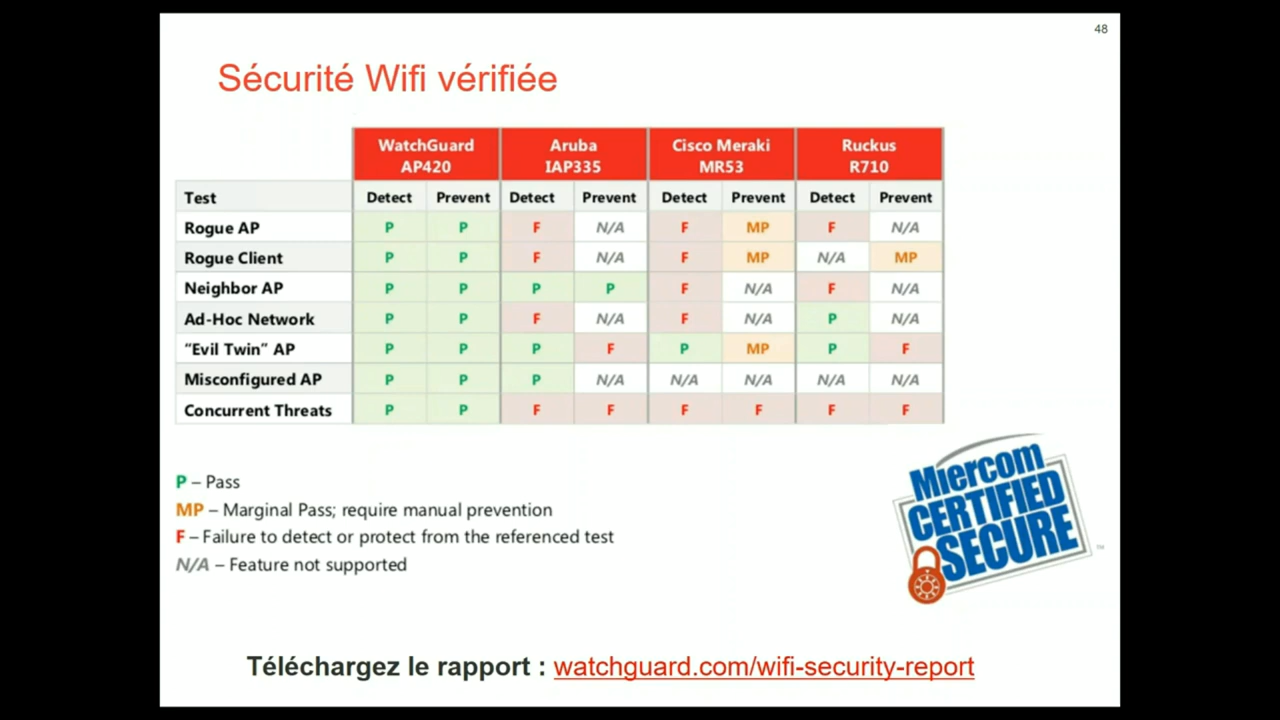 48
Sécurité Wifi vérifiée
WatchGuard AP420 Aruba IAP335 Cisco Meraki MR53 Ruckus R710
Test Detect Prevent Detect Prevent Detect Prevent Detect Prevent
Rogue AP P P F N/A F MP F N/A
Rogue Client P P F N/A F MP N/A MP
Neighbor AP P P P P F N/A F N/A
Ad-Hoc Network P P F N/A F N/A P N/A
“Evil Twin” AP P P P F P MP P F
Misconfigured AP P P P N/A N/A N/A N/A N/A
Concurrent Threats P P F F F F F F
P – Pass
MP – Marginal Pass; require manual prevention
F – Failure to detect or protect from the referenced test
N/A – Feature not supported
Miercom
CERTIFIED
SECURE
TM
Téléchargez le rapport : watchguard.com/wifi-security-report